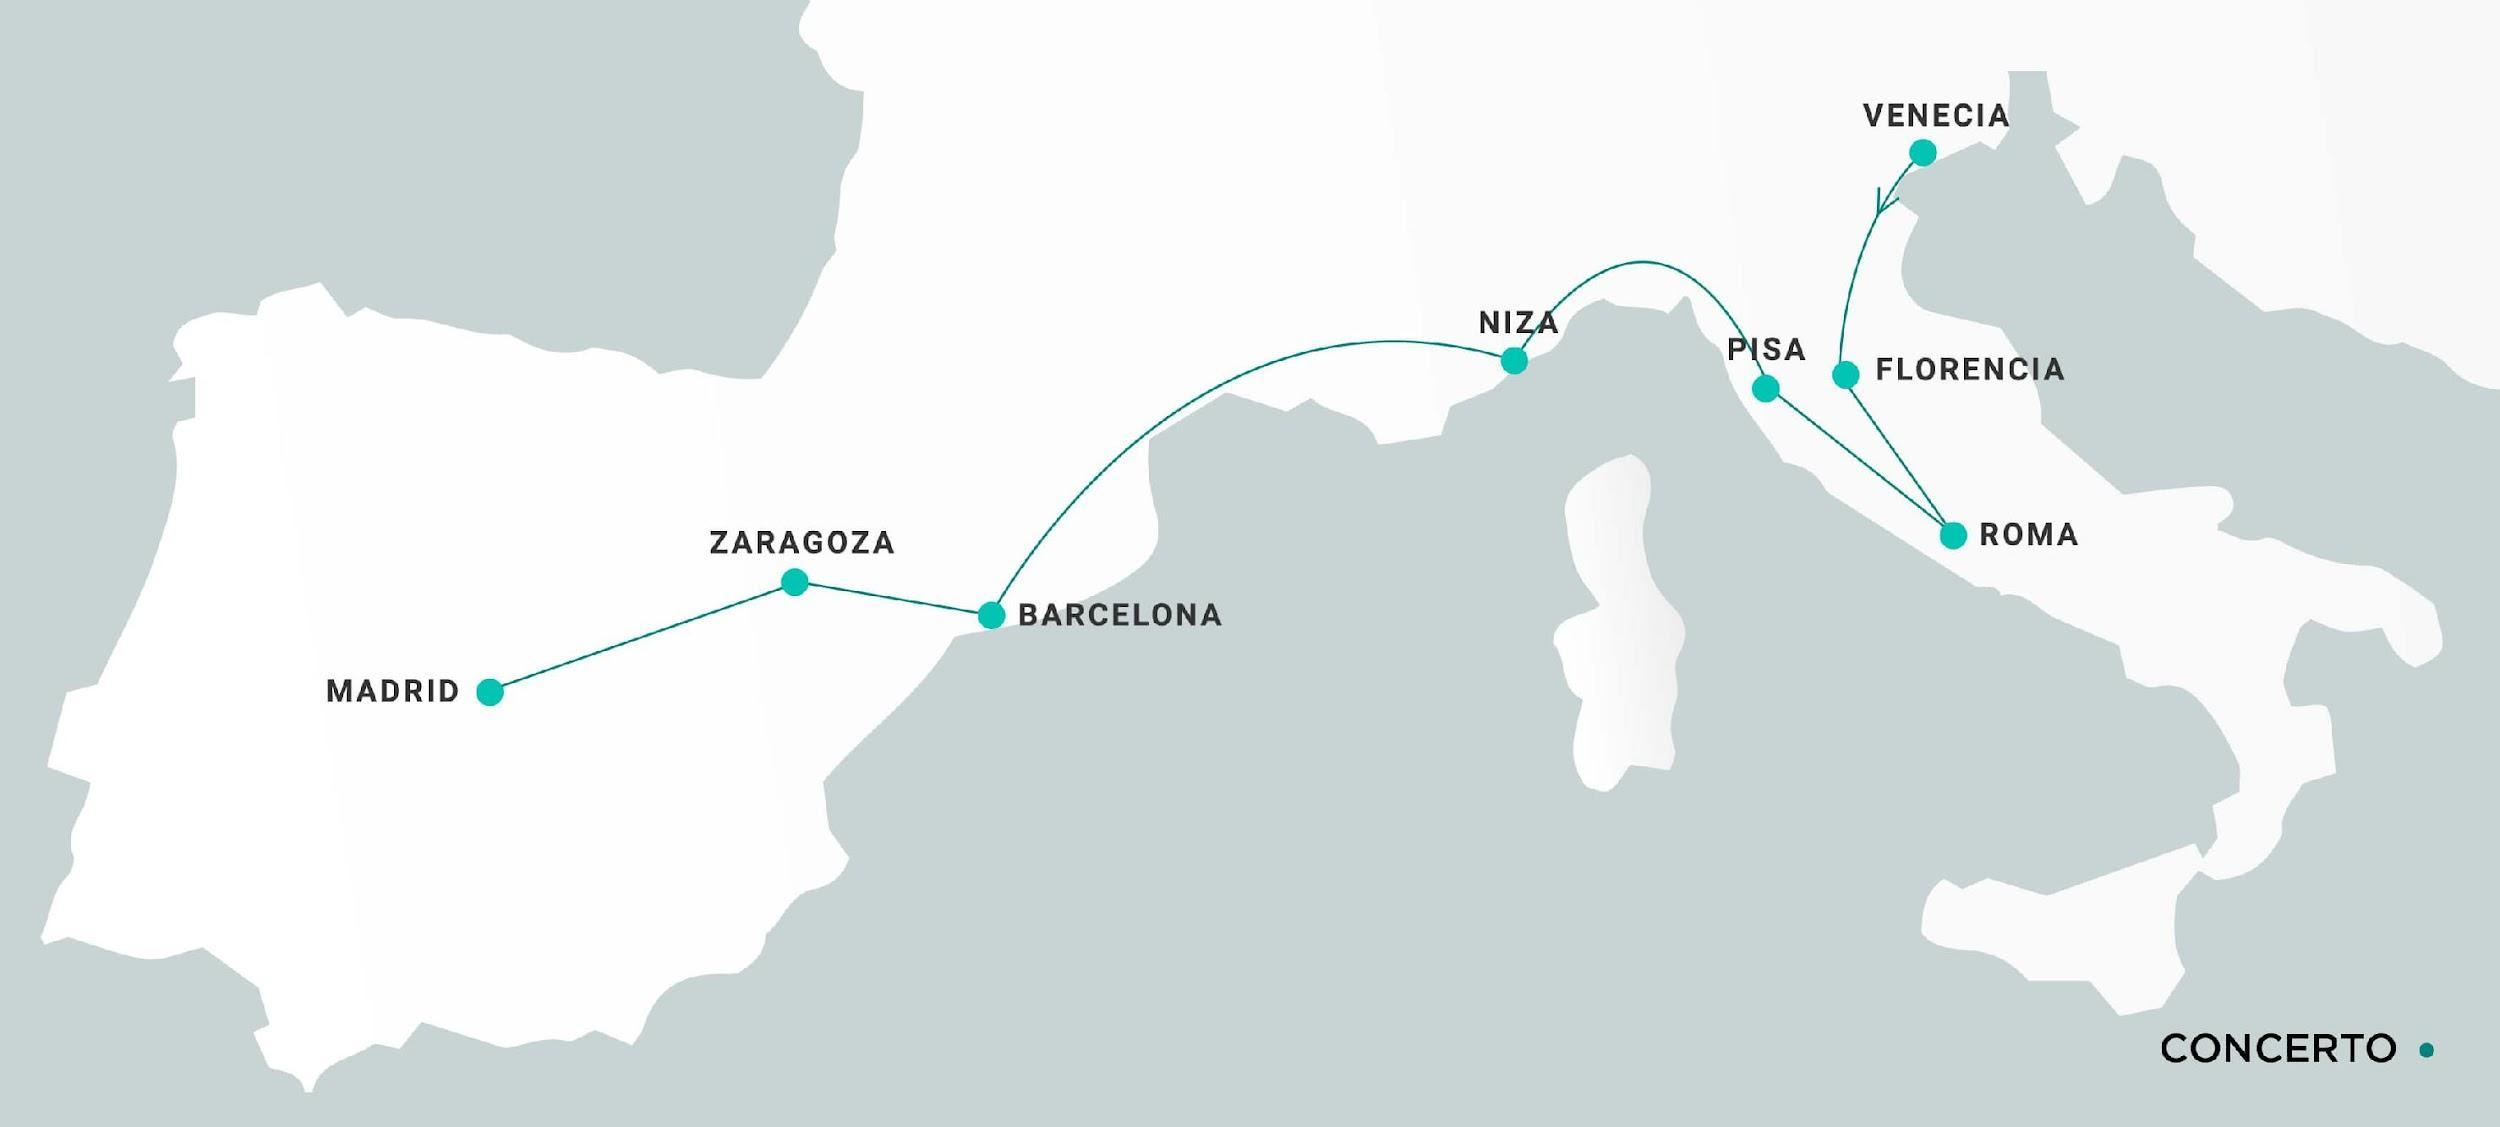 VENECIA
NIZA
PISA
FLORENCIA
ROMA
ZARAGOZA
BARCELONA
MADRID
CONCERTO